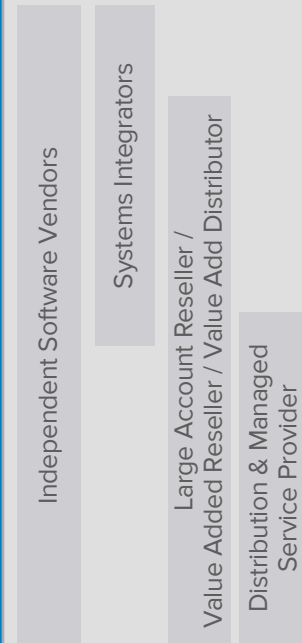 Independent Software Vendors
Systems Integrators
Large Account Reseller /
Value Added Reseller / Value Add Distributor
Distribution & Managed
Service Provider